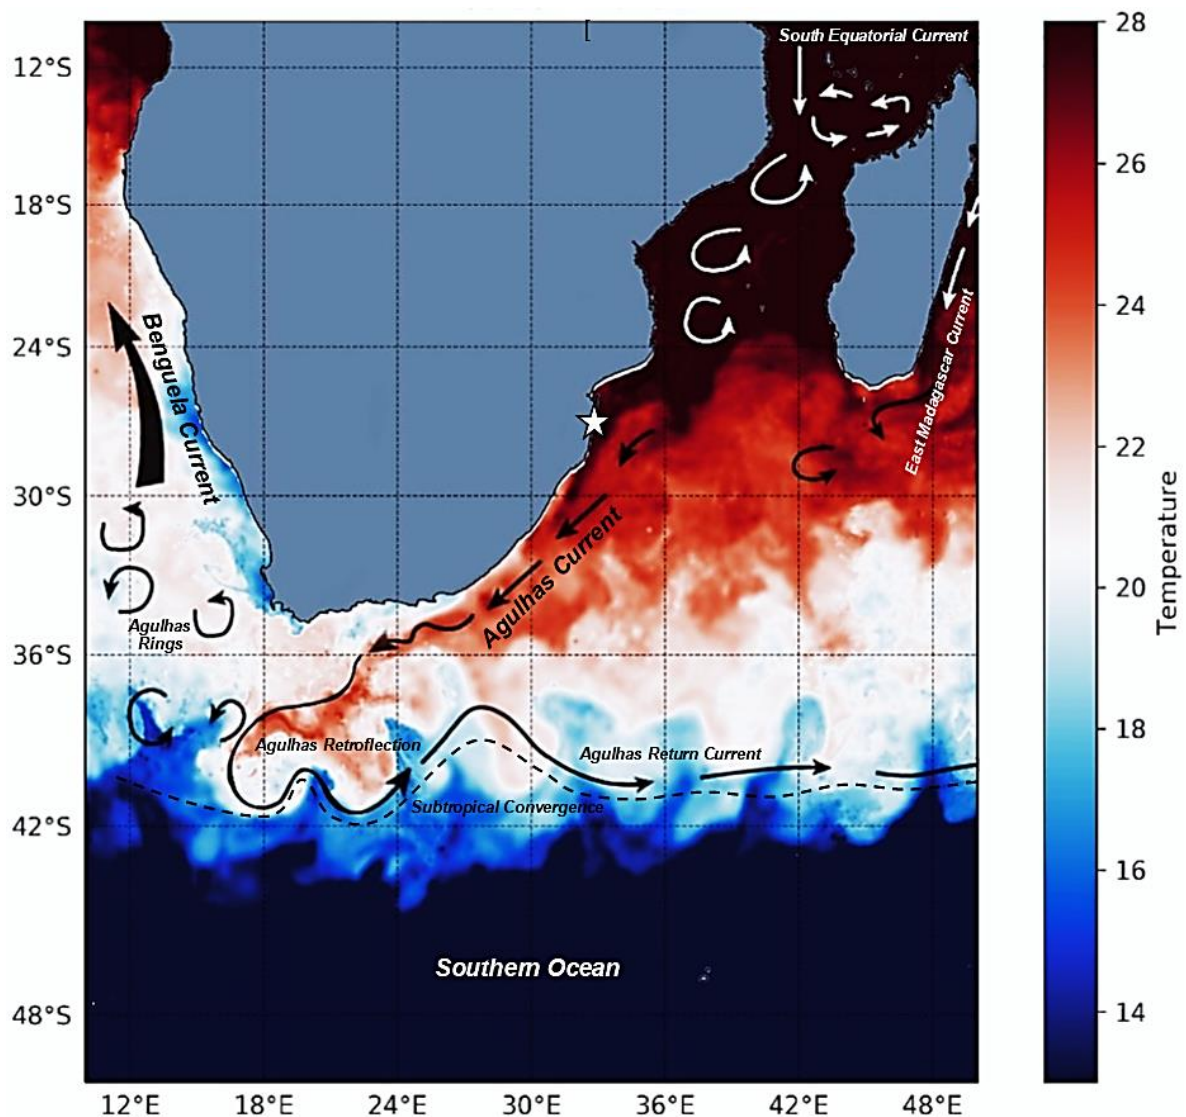 [
South Equatorial Current
12°S
18°S
24°S
30°S
36°S
42°S
48°S
Benguela Current
East Madagascar Current
Agulhas Current
Agulhas
Rings
Agulhas Retroflection
Agulhas Return Current
Subtropical Convergence
Southern Ocean
12°E
18°E
24°E
30°E
36°E
42°E
48°E
28
26
24
22
20
18
16
14
Temperature